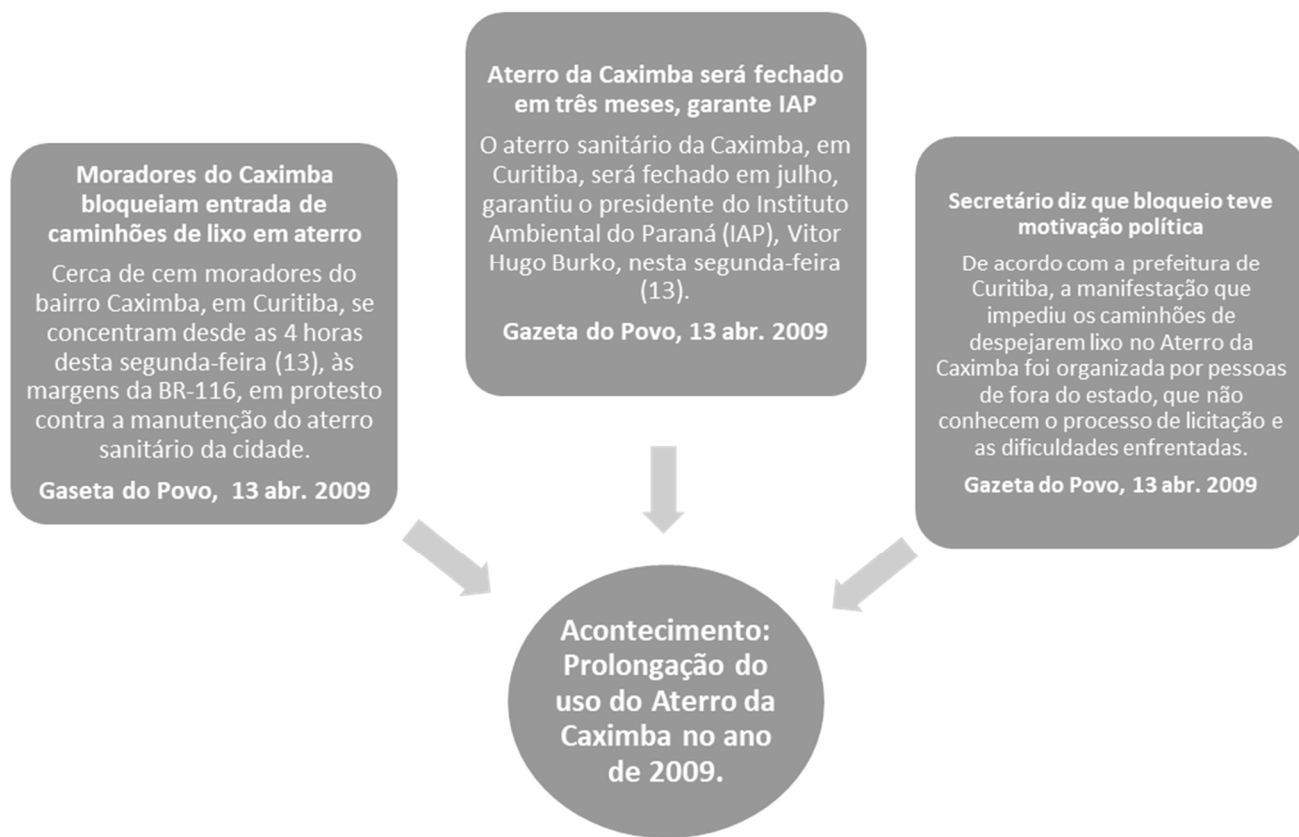 Moradores do Caximba
bloqueiam entrada de
caminhões de lixo em aterro
Cerca de cem moradores do
bairro Caximba, em Curitiba, se
concentram desde as 4 horas
desta segunda-feira (13), às
margens da BR-116, em protesto
contra a manutenção do aterro
sanitário da cidade.
Gaseta do Povo, 13 abr. 2009
Aterro da Caximba será fechado
em três meses, garante IAP
O aterro sanitário da Caximba, em
Curitiba, será fechado em julho,
garantiu o presidente do Instituto
Ambiental do Paraná (IAP), Vitor
Hugo Burko, nesta segunda-feira
(13).
Gazeta do Povo, 13 abr. 2009
Secretário diz que bloqueio teve
motivação política
De acordo com a prefeitura de
Curitiba, a manifestação que
impediu os caminhões de
despejarem lixo no Aterro da
Caximba foi organizada por pessoas
de fora do estado, que não
conhecem o processo de licitação e
as dificuldades enfrentadas.
Gazeta do Povo, 13 abr. 2009
Acontecimento:
Prolongação do
uso do Aterro da
Caximba no ano
de 2009.